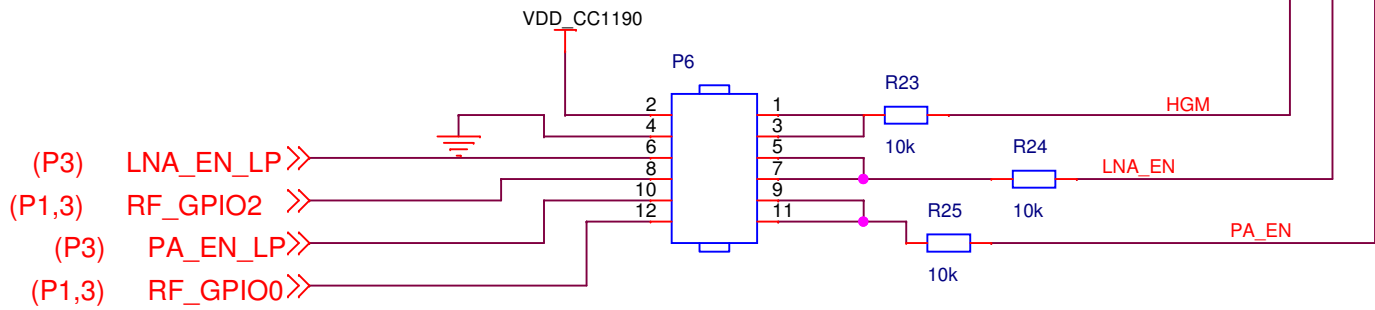 VDD_CC1190
P6
R23
2 1
HGM
4 3
10k
R24
(P3) LNA_EN_LP
6 5
LNA_EN
8 7
(P1,3) RF_GPIO2
10 9
R25
10k
12 11
PA_EN
(P3) PA_EN_LP
10k
(P1,3) RF_GPIO0